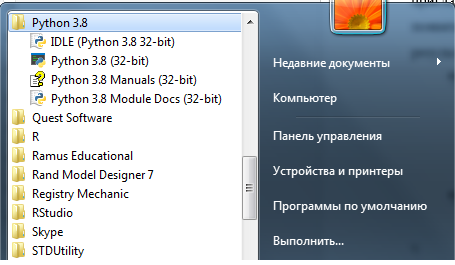 Python 3.8
IDLE (Python 3.8 32-bit)
Python 3.8 (32-bit)
Python 3.8 Manuals (32-bit)
Python 3.8 Module Docs (32-bit)
Quest Software
R
Ramus Educational
Rand Model Designer 7
Registry Mechanic
RStudio
Skype
STDUtility
Недавние документы
Компьютер
Панель управления
Устройства и принтеры
Программы по умолчанию
Выполнить...